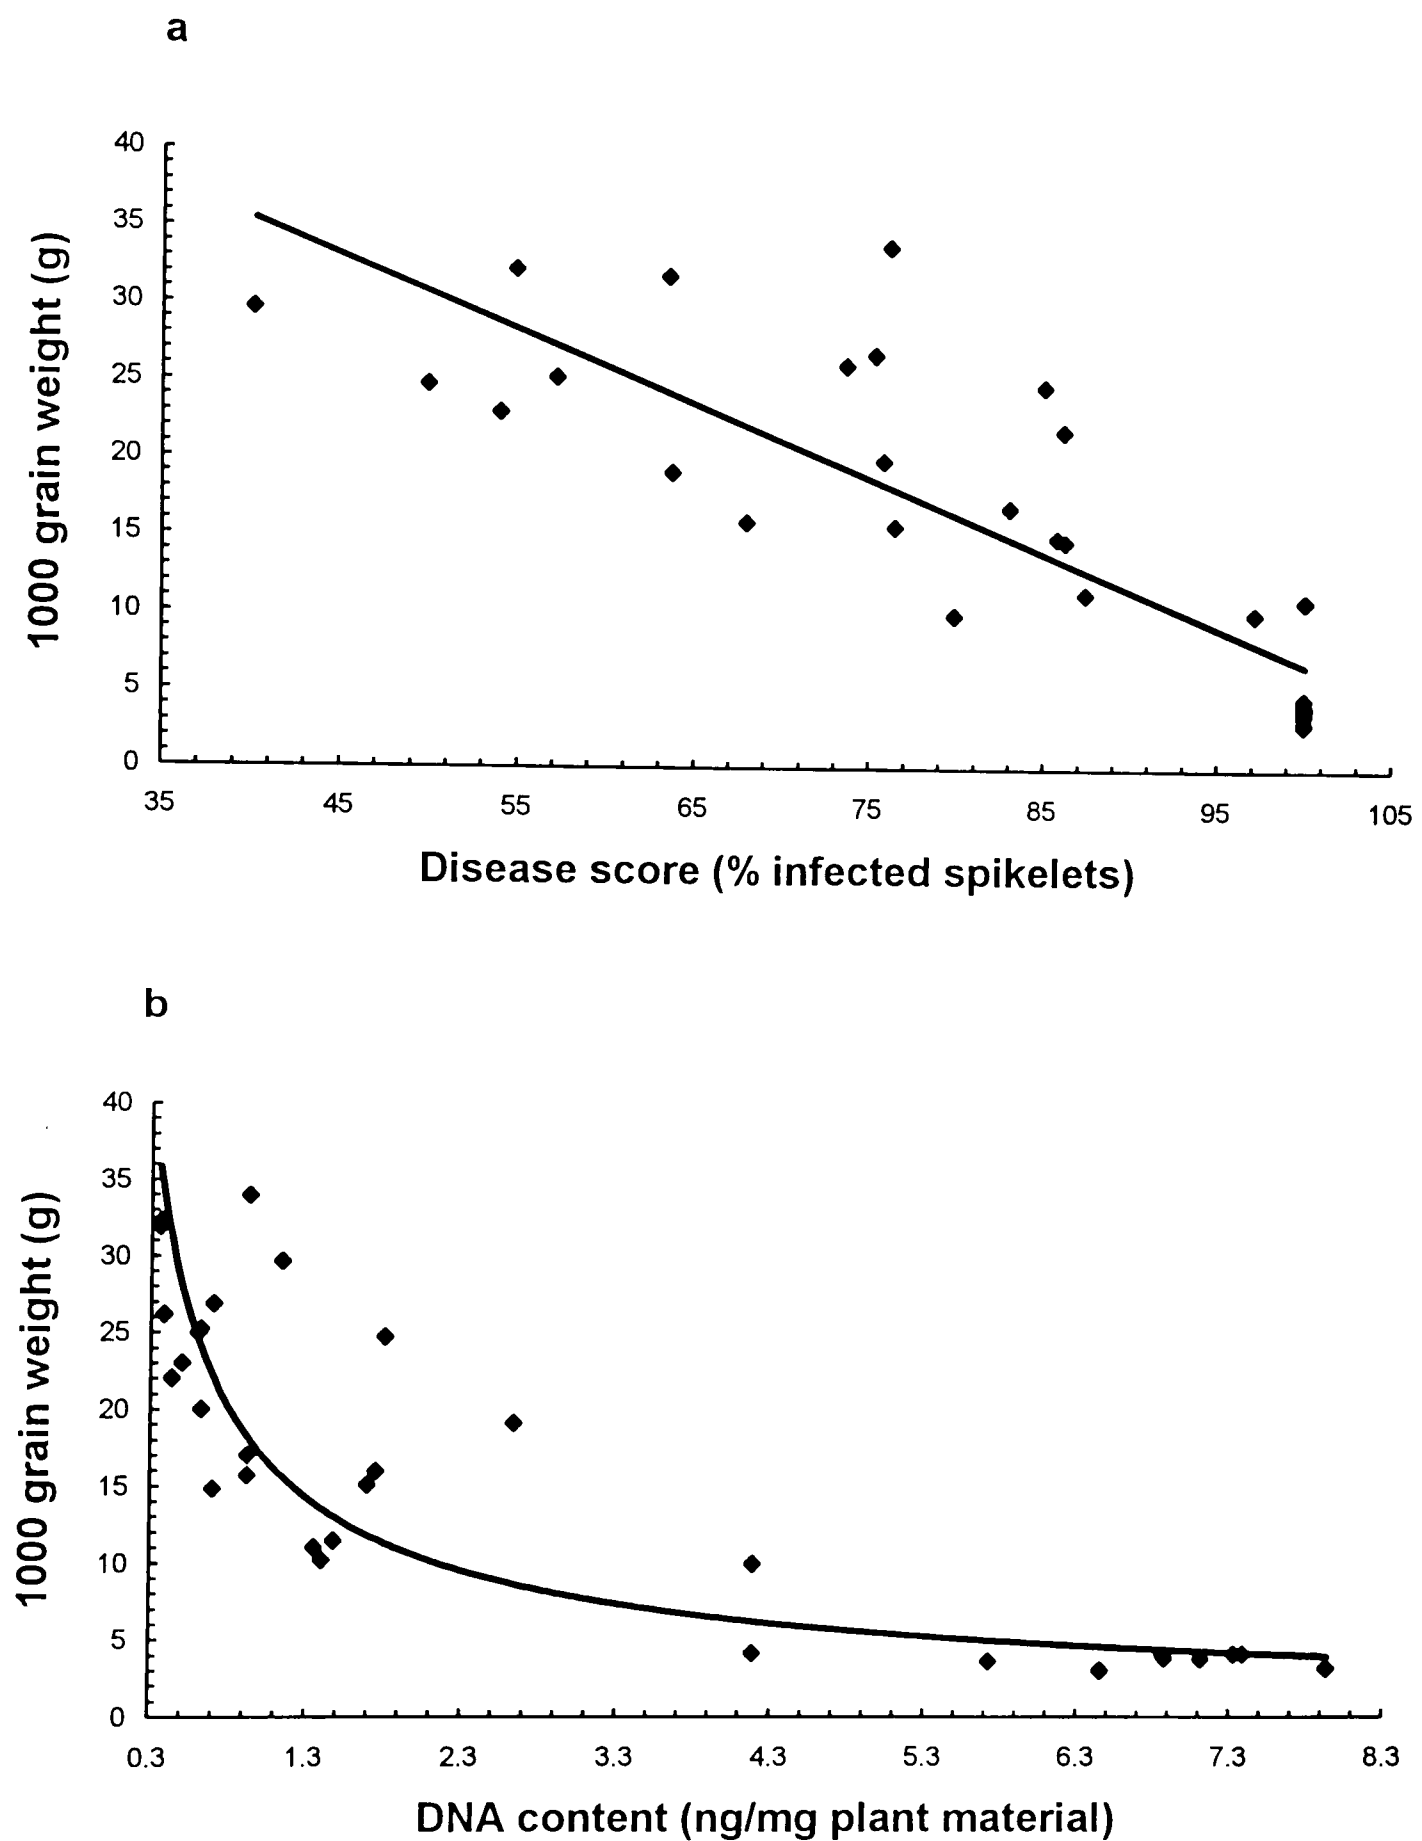 a
40
35
30
25
20
15
10
5
0
1000 grain weight (g)
35 45 55 65 75 85 95 105
Disease score (% infected spikelets)
b
40
35
30
25
20
15
10
5
0
1000 grain weight (g)
0.3 1.3 2.3 3.3 4.3 5.3 6.3 7.3 8.3
DNA content (ng/mg plant material)